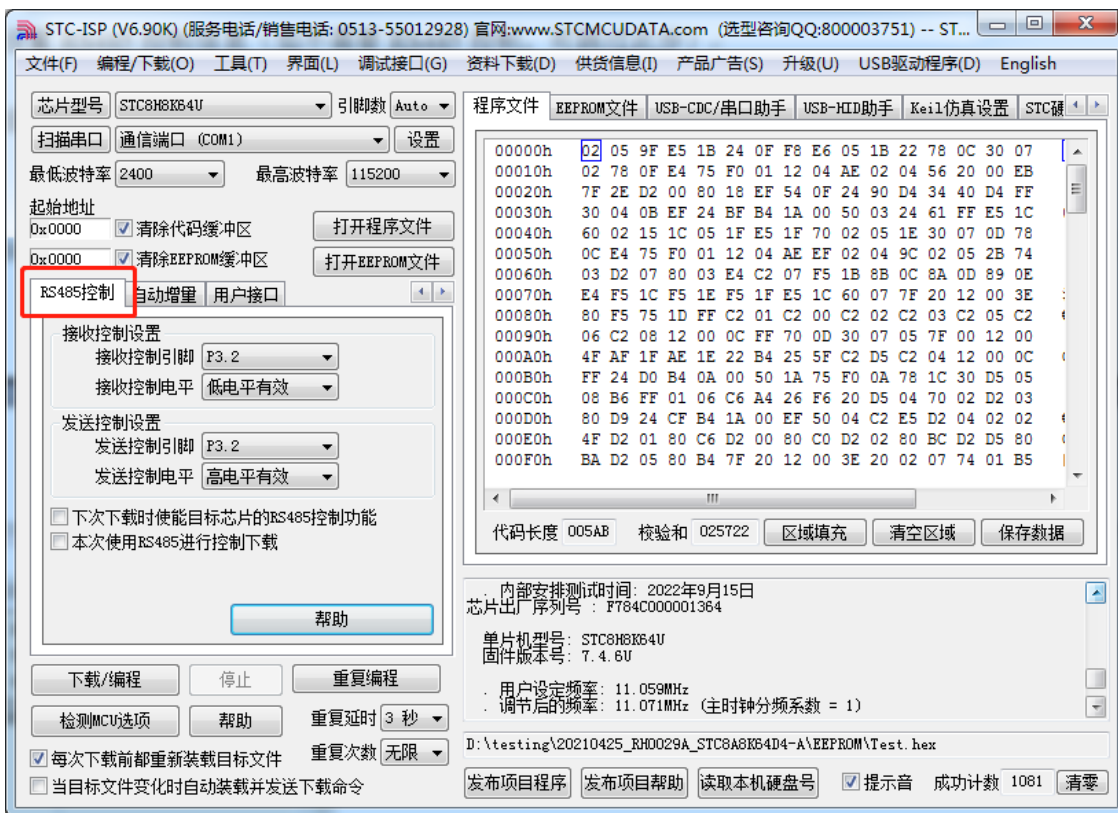 STC-ISP (V6.90K) (服务电话/销售电话: 0513-55012928) 官网:www.STCMCUDATA.com (选型咨询QQ:800003751) -- ST...
文件(F) 编程/下载(O) 工具(T) 界面(L) 调试接口(G) 资料下载(D) 供货信息(I) 产品广告(S) 升级(U) USB驱动程序(D) English
芯片型号 STC8H8K64U 引脚数 Auto
扫描串口 通信端口 (COM1) 设置
最低波特率 2400 最高波特率 115200
起始地址
0x0000 清除代码缓冲区 打开程序文件
0x0000 清除EEPROM缓冲区 打开EEPROM文件
RS485控制 自动增量 用户接口
接收控制设置
接收控制引脚 P3.2
接收控制电平 低电平有效
发送控制设置
发送控制引脚 P3.2
发送控制电平 高电平有效
下次下载时使能目标芯片的RS485控制功能
本次使用RS485进行控制下载
帮助
下载/编程 停止 重复编程
检测MCU选项 帮助 重复延时 3 秒
每次下载前都重新装载目标文件 重复次数 无限
当目标文件变化时自动装载并发送下载命令
程序文件 EEPROM文件 USB-CDC/串口助手 USB-HID助手 Keil仿真设置 STC硬
00000h 02 05 9F E5 1B 24 0F F8 E6 05 1B 22 78 0C 30 07
00010h 02 78 0F E4 75 F0 01 12 04 AE 02 04 56 20 00 EB
00020h 7F 2E D2 00 80 18 EF 54 0F 24 90 D4 34 40 D4 FF
00030h 30 04 0B EF 24 BF B4 1A 00 50 03 24 61 FF E5 1C
00040h 60 02 15 1C 05 1F E5 1F 70 02 05 1E 30 07 0D 78
00050h 0C E4 75 F0 01 12 04 AE EF 02 04 9C 02 05 2B 74
00060h 03 D2 07 80 03 E4 C2 07 F5 1B 8B 0C 8A 0D 89 0E
00070h E4 F5 1C F5 1E F5 1F E5 1C 60 07 7F 20 12 00 3E
00080h 80 F5 75 1D FF C2 01 C2 00 C2 02 C2 03 C2 05 C2
00090h 06 C2 08 12 00 0C FF 70 0D 30 07 05 7F 00 12 00
000A0h 4F AF 1F AE 1E 22 B4 25 5F C2 D5 C2 04 12 00 0C
000B0h FF 24 D0 B4 0A 00 50 1A 75 F0 0A 78 1C 30 D5 05
000C0h 08 B6 FF 01 06 C6 A4 26 F6 20 D5 04 70 02 D2 03
000D0h 80 D9 24 CF B4 1A 00 EF 50 04 C2 E5 D2 04 02 02
000E0h 4F D2 01 80 C6 D2 00 80 C0 D2 02 80 BC D2 D5 80
000F0h BA D2 05 80 B4 7F 20 12 00 3E 20 02 07 74 01 B5
代码长度 005AB 校验和 025722 区域填充 清空区域 保存数据
. 内部安排测试时间: 2022年9月15日
芯片出厂序列号 : F784C000001364
单片机型号: STC8H8K64U
固件版本号: 7.4.6U
. 用户设定频率: 11.059MHz
. 调节后的频率: 11.071MHz (主时钟分频系数 = 1)
D:\testing\20210425_RH0029A_STC8A8K64D4-A\EEPROM\Test.hex
发布项目程序 发布项目帮助 读取本机硬盘号 提示音 成功计数 1081 清零